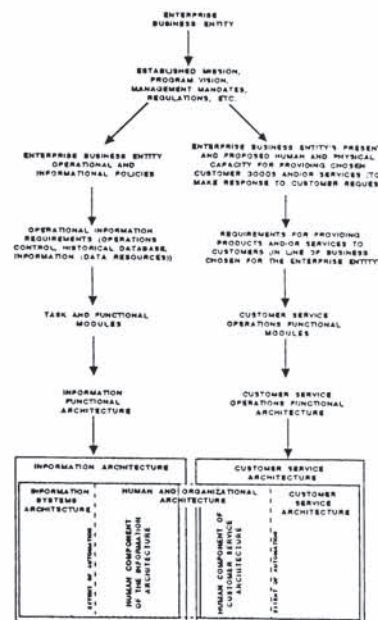 ENTERPRISE
BUSINESS ENTITY
ESTABLISHED MISSION,
PROGRAM VISION,
MANAGEMENT MANDATES,
REGULATIONS, ETC.
ENTERPRISE BUSINESS ENTITY
OPERATIONAL AND
INFORMATIONAL POLICIES
ENTERPRISE BUSINESS ENTITY'S PRESENT
AND PROPOSED HUMAN AND PHYSICAL
CAPACITY FOR PROVIDING CHOSEN
CUSTOMER GOODS AND/OR SERVICES (TO
MAKE RESPONSE TO CUSTOMER REQUES
OPERATIONAL INFORMATION
REQUIREMENTS (OPERATIONS
CONTROL, HISTORICAL DATABASE,
INFORMATION (DATA RESOURCES))
REQUIREMENTS FOR PROVIDING
PRODUCTS AND/OR SERVICES TO
CUSTOMERS (IN LINE OF BUSINESS
CHOSEN FOR THE ENTERPRISE ENTITY
TASK AND FUNCTIONAL
MODULES
CUSTOMER SERVICE
OPERATIONS FUNCTIONAL
MODULES
INFORMATION
FUNCTIONAL
ARCHITECTURE
CUSTOMER SERVICE
OPERATIONS FUNCTIONAL
ARCHITECTURE
INFORMATION ARCHITECTURE
CUSTOMER SERVICE
ARCHITECTURE
INFORMATION
SYSTEMS
ARCHITECTURE
HUMAN AND ORGANIZATIONAL
ARCHITECTURE
CUSTOMER
SERVICE
ARCHITECTURE
EXTENT OF AUTOMATION
HUMAN COMPONENT
OF THE INFORMATION
ARCHITECTURE
HUMAN COMPONENT OF
CUSTOMER SERVICE
ARCHITECTURE
EXTENT OF AUTOMATION